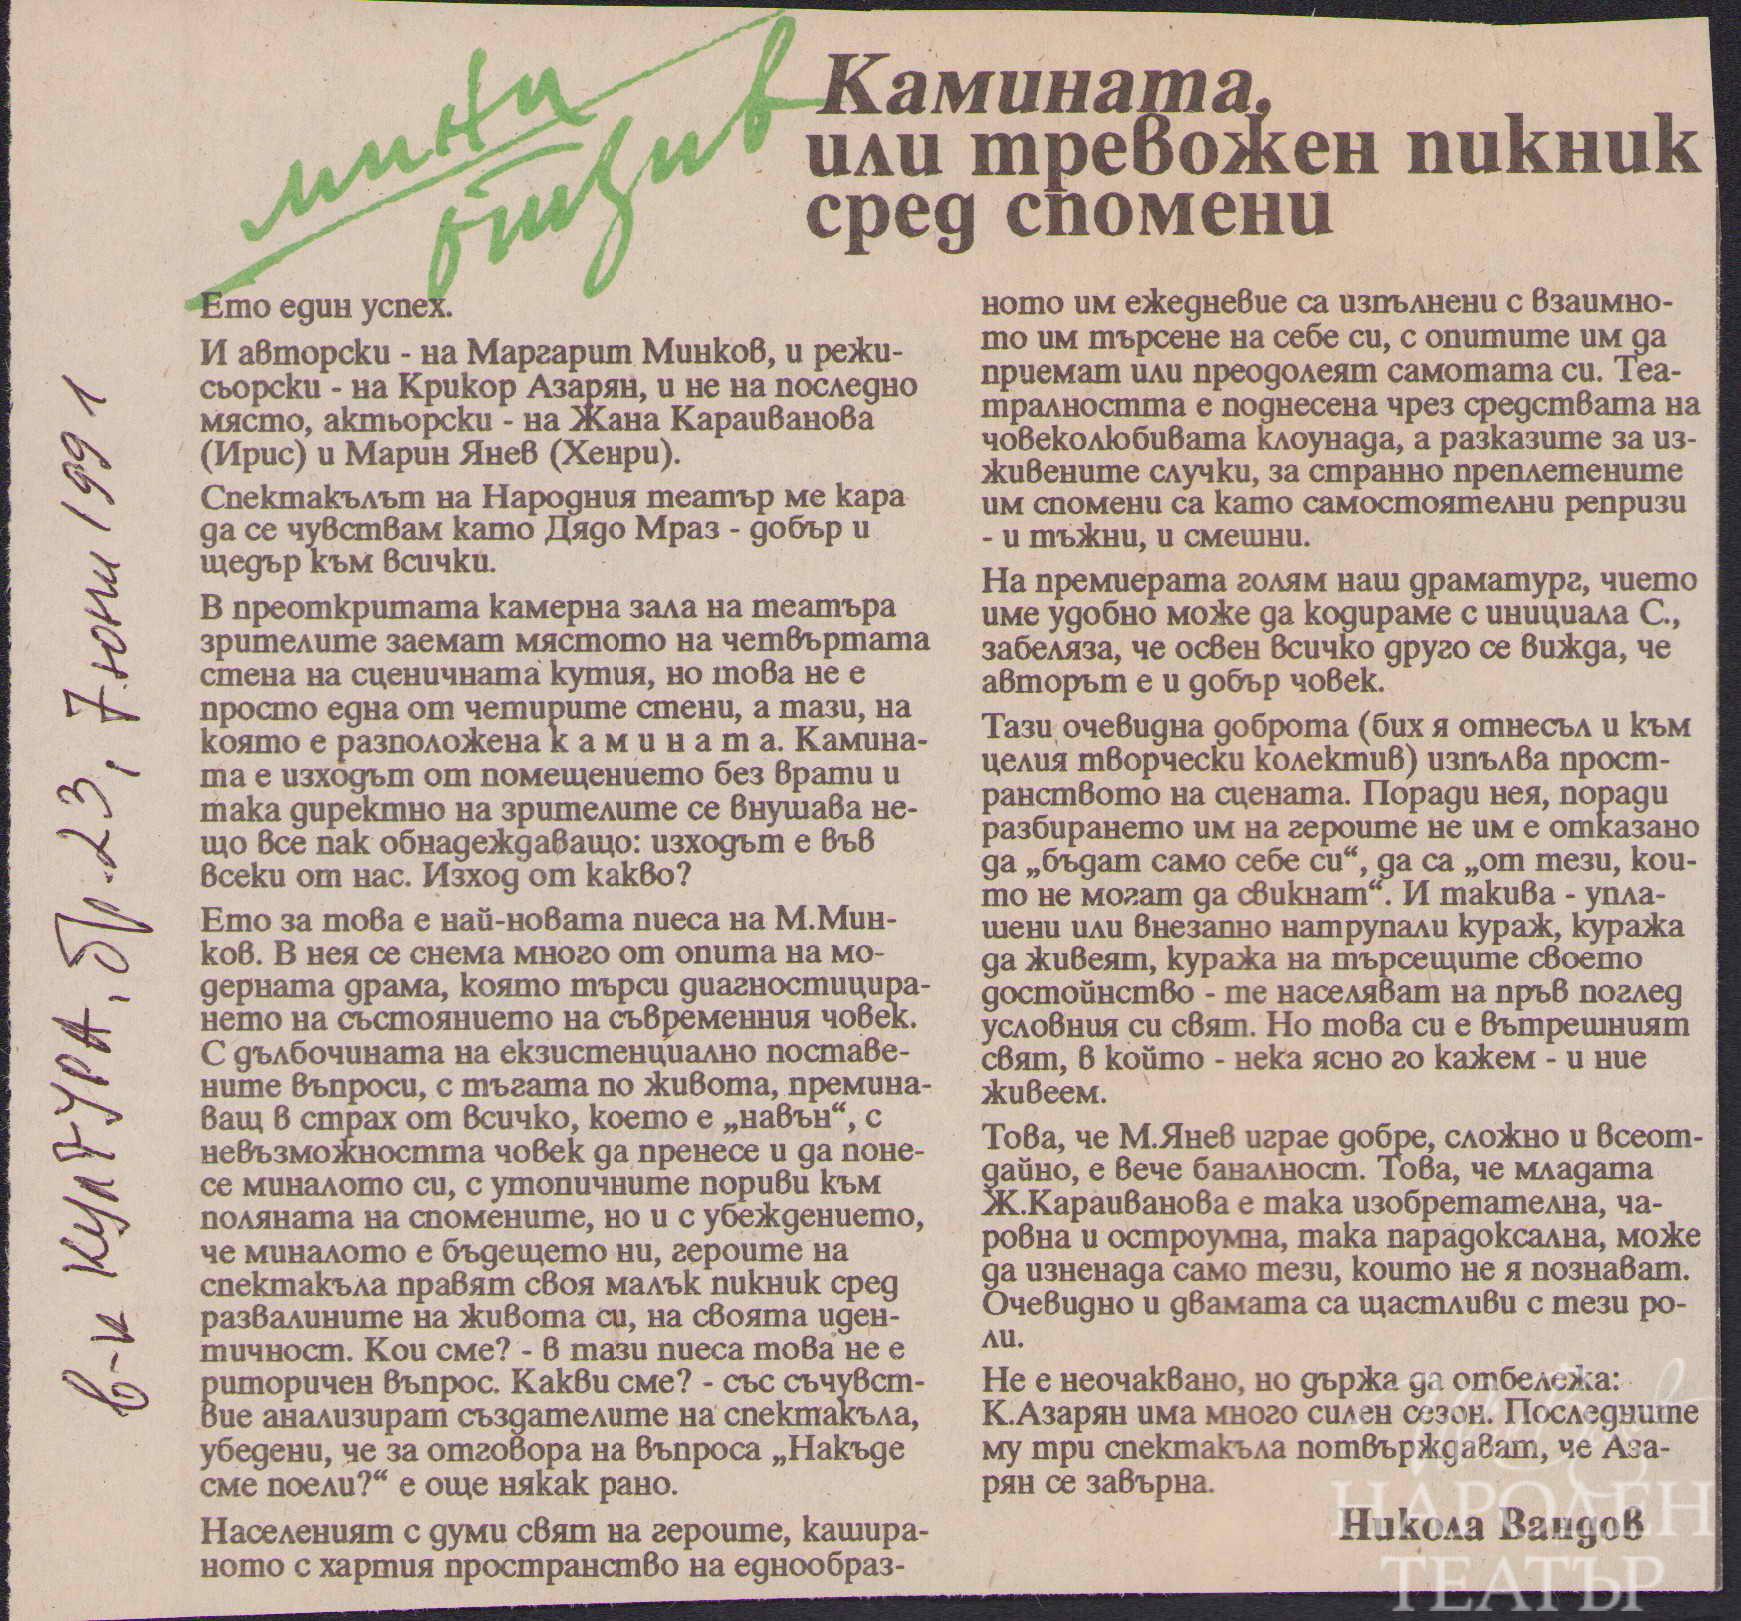 мини
отзив
Камината,
или тревожен пикник
сред спомени
Ето един успех.
И авторски - на Маргарит Минков, и режи-
сьорски - на Крикор Азарян, и не на последно
място, актьорски - на Жана Караиванова
(Ирис) и Марин Янев (Хенри).
Спектакълът на Народния театър ме кара
да се чувствам като Дядо Мраз - добър и
щедър към всички.
В преоткритата камерна зала на театъра
зрителите заемат мястото на четвъртата
стена на сценичната кутия, но това не е
просто една от четирите стени, а тази, на
която е разположена к а м и н а т а. Камина-
та е изходът от помещението без врати и
така директно на зрителите се внушава не-
що все пак обнадеждаващо: изходът е във
всеки от нас. Изход от какво?
Ето за това е най-новата пиеса на М.Мин-
ков. В нея се снема много от опита на мо-
дерната драма, която търси диагностицира-
нето на състоянието на съвременния човек.
С дълбочината на екзистенциално поставе-
ните въпроси, с тъгата по живота, премина-
ващ в страх от всичко, което е „навън“, с
невъзможността човек да пренесе и да поне-
се миналото си, с утопичните пориви към
поляната на спомените, но и с убеждението,
че миналото е бъдещето ни, героите на
спектакъла правят своя малък пикник сред
развалините на живота си, на своята иден-
тичност. Кои сме? - в тази пиеса това не е
риторичен въпрос. Какви сме? - със съчувст-
вие анализират създателите на спектакъла,
убедени, че за отговора на въпроса „Накъде
сме поели?“ е още някак рано.
Населеният с думи свят на героите, кашира-
ното с хартия пространство на еднообраз-
ното им ежедневие са изпълнени с взаимно-
то им търсене на себе си, с опитите им да
приемат или преодолеят самотата си. Теа-
тралността е поднесена чрез средствата на
човеколюбивата клоунада, а разказите за из-
живените случки, за странно преплетените
им спомени са като самостоятелни репризи
- и тъжни, и смешни.
На премиерата голям наш драматург, чието
име удобно може да кодираме с инициала С.,
забеляза, че освен всичко друго се вижда, че
авторът е и добър човек.
Тази очевидна доброта (бих я отнесъл и към
целия творчески колектив) изпълва прост-
ранството на сцената. Поради нея, поради
разбирането им на героите не им е отказано
да „бъдат само себе си“, да са „от тези, кои-
то не могат да свикнат“. И такива - упла-
шени или внезапно натрупали кураж, куража
да живеят, куража на търсещите своето
достойнство - те населяват на пръв поглед
условния си свят. Но това си е вътрешният
свят, в който - нека ясно го кажем - и ние
живеем.
Това, че М.Янев играе добре, сложно и всеот-
дайно, е вече баналност. Това, че младата
Ж.Караиванова е така изобретателна, ча-
ровна и остроумна, така парадоксална, може
да изненада само тези, които не я познават.
Очевидно и двамата са щастливи с тези ро-
ли.
Не е неочаквано, но държа да отбележа:
К.Азарян има много силен сезон. Последните
му три спектакъла потвърждават, че Аза-
рян се завърна.
Никола Вандов
в-к КУЛТУРА, бр. 23, 7 юни 1991
НАРОДЕН
ТЕАТЪР